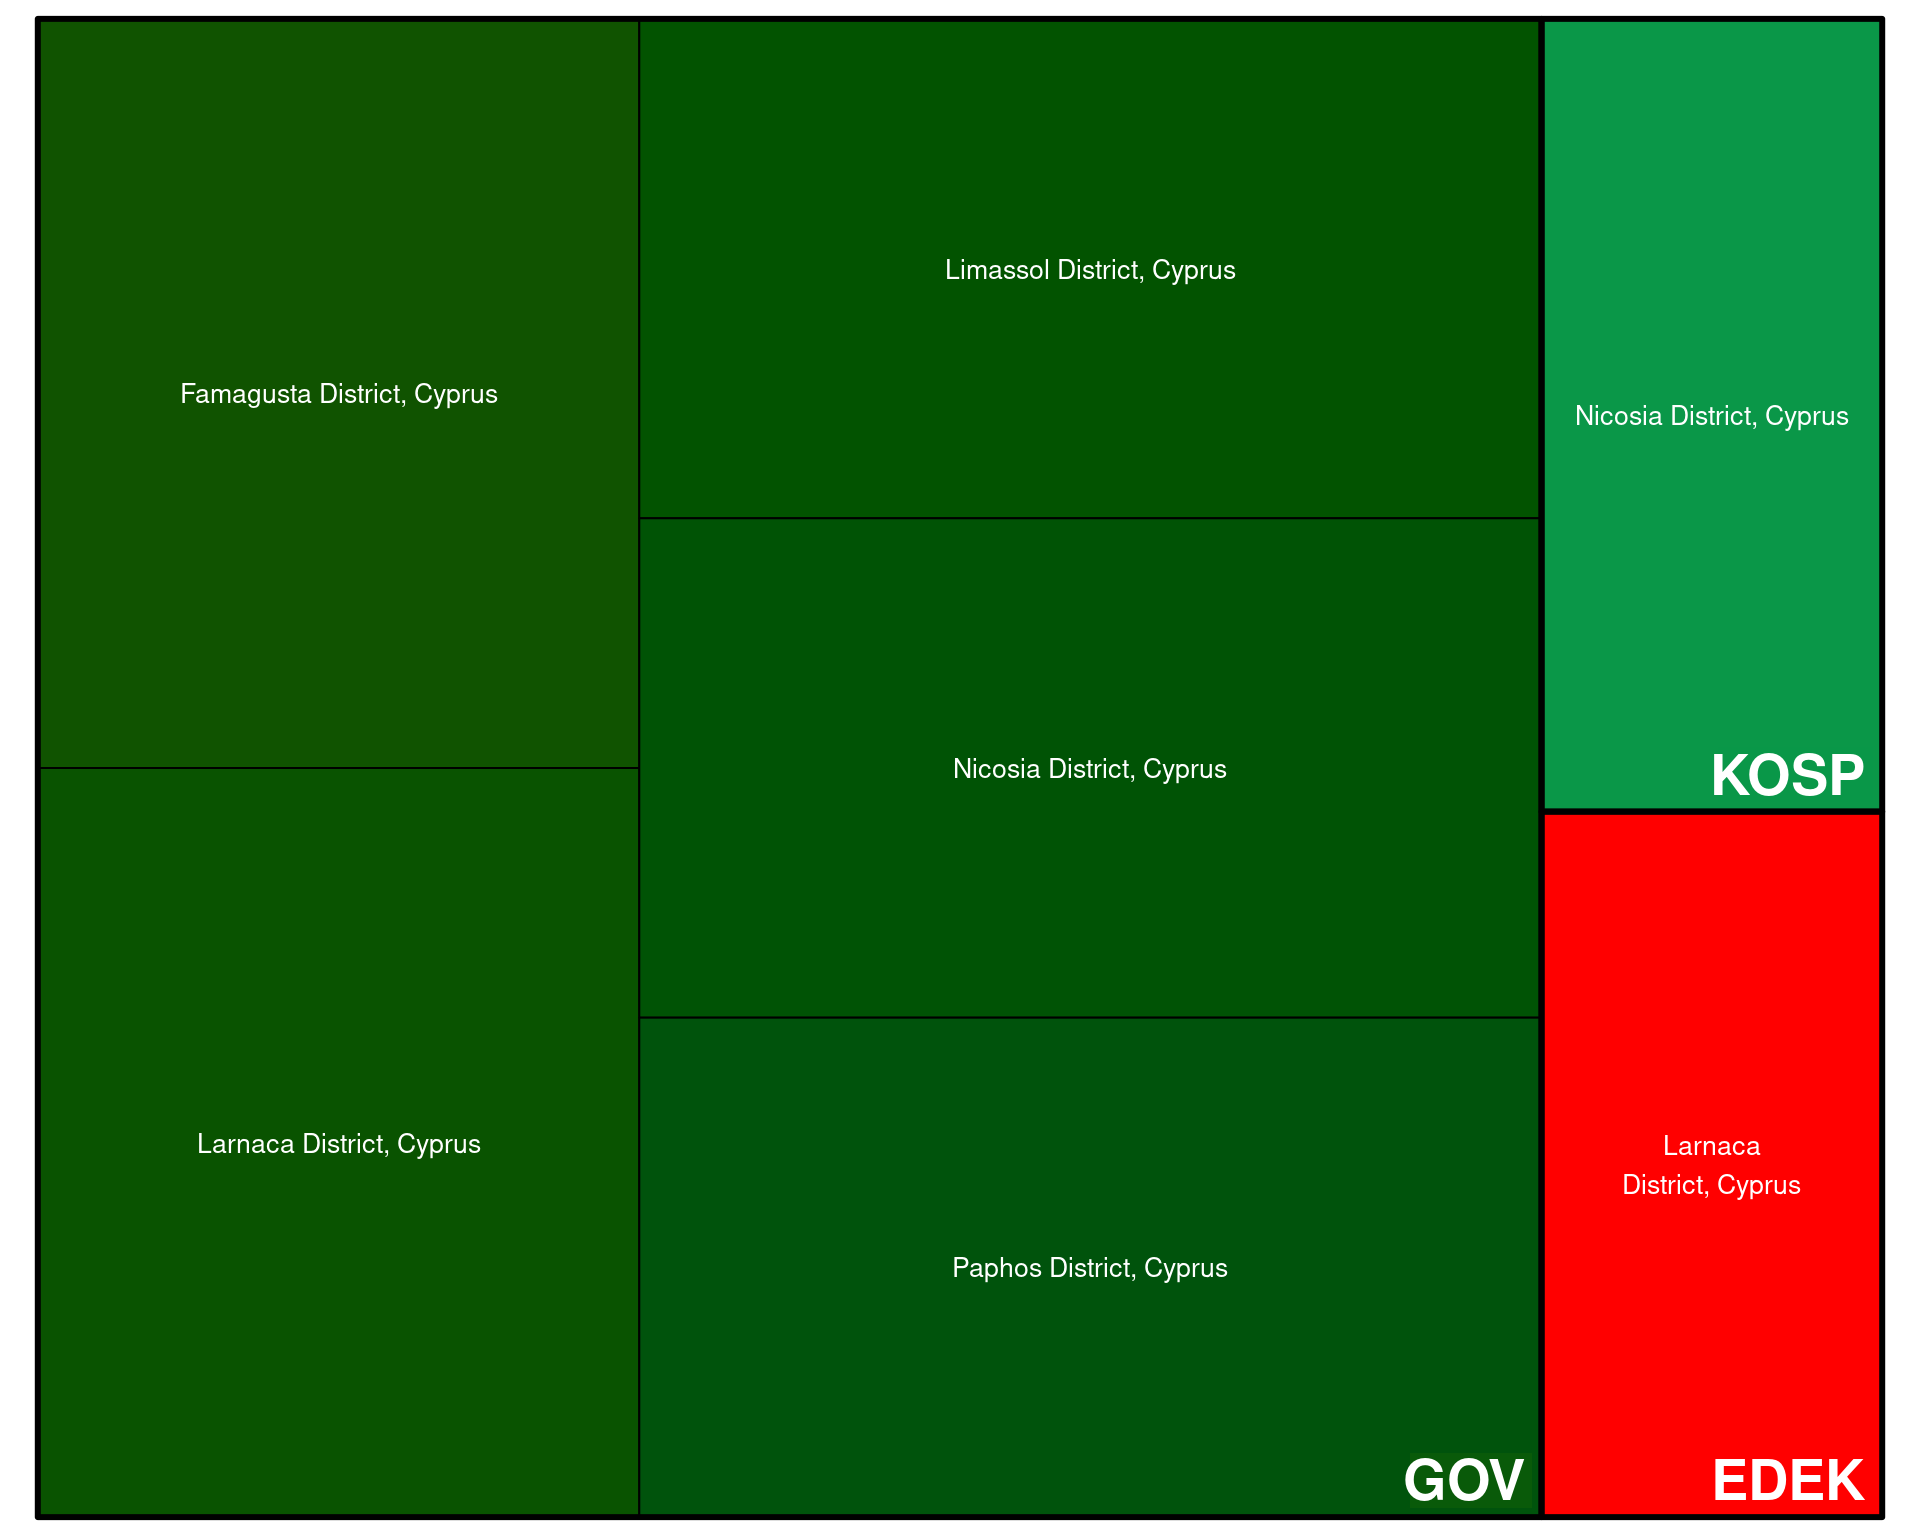 Famagusta District, Cyprus
Larnaca District, Cyprus
Limassol District, Cyprus
Nicosia District, Cyprus
Paphos District, Cyprus
GOV
Nicosia District, Cyprus
KOSP
Larnaca
District, Cyprus
EDEK